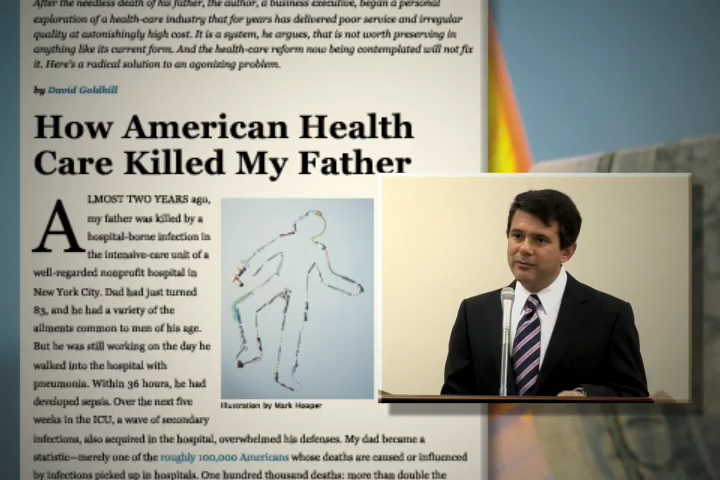 After the needless death of his father, the author, a business executive, began a personal
exploration of a health-care industry that for years has delivered poor service and irregular
quality at astonishingly high cost. It is a system, he argues, that is not worth preserving in
anything like its current form. And the health-care reform now being contemplated will not fix
it. Here's a radical solution to an agonizing problem.
by David Goldhill
How American Health
Care Killed My Father
ALMOST TWO YEARS ago,
my father was killed by a
hospital-borne infection in
the intensive-care unit of a
well-regarded nonprofit hospital in
New York City. Dad had just turned
83, and he had a variety of the
ailments common to men of his age.
But he was still working on the day he
walked into the hospital with
pneumonia. Within 36 hours, he had
developed sepsis. Over the next five
weeks in the ICU, a wave of secondary
Illustration by Mark Hooper
infections, also acquired in the hospital, overwhelmed his defenses. My dad became a
statistic—merely one of the roughly 100,000 Americans whose deaths are caused or influenced
by infections picked up in hospitals. One hundred thousand deaths: more than double the